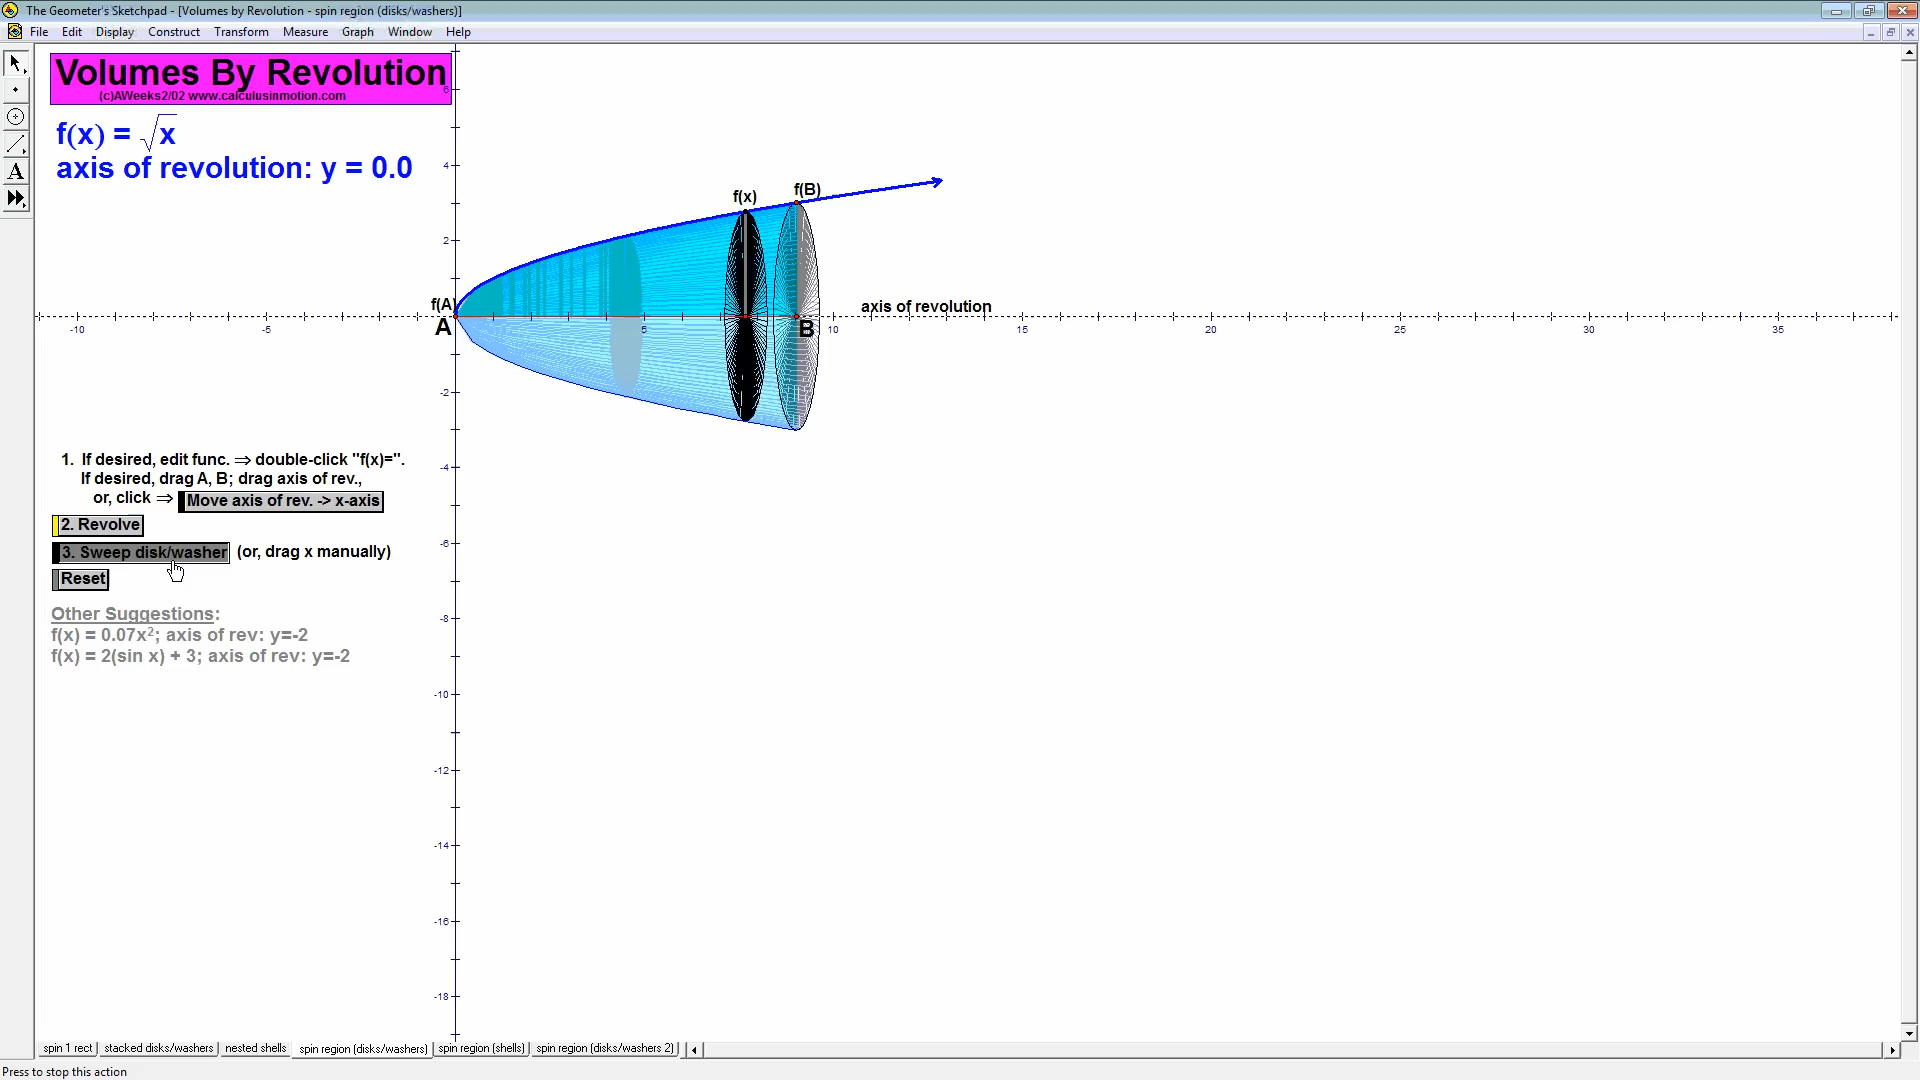 The Geometer's Sketchpad - [Volumes by Revolution - spin region (disks/washers)]
File Edit Display Construct Transform Measure Graph Window Help
Volumes By Revolution
(c)AWeeks2/02 www.calculusinmotion.com
f(x) = √x
axis of revolution: y = 0.0
6
4
2
-2
-4
-6
-8
-10
-12
-14
-16
-18
f(x)
f(B)
f(A)
axis of revolution
A
B
-10 -5 5 10 15 20 25 30 35
1. If desired, edit func. ⇒ double-click "f(x)=".
If desired, drag A, B; drag axis of rev.,
or, click ⇒ Move axis of rev. -> x-axis
2. Revolve
3. Sweep disk/washer (or, drag x manually)
Reset
Other Suggestions:
f(x) = 0.07x²; axis of rev: y=-2
f(x) = 2(sin x) + 3; axis of rev: y=-2
spin 1 rect stacked disks/washers nested shells spin region (disks/washers) spin region (shells) spin region (disks/washers 2)
Press to stop this action